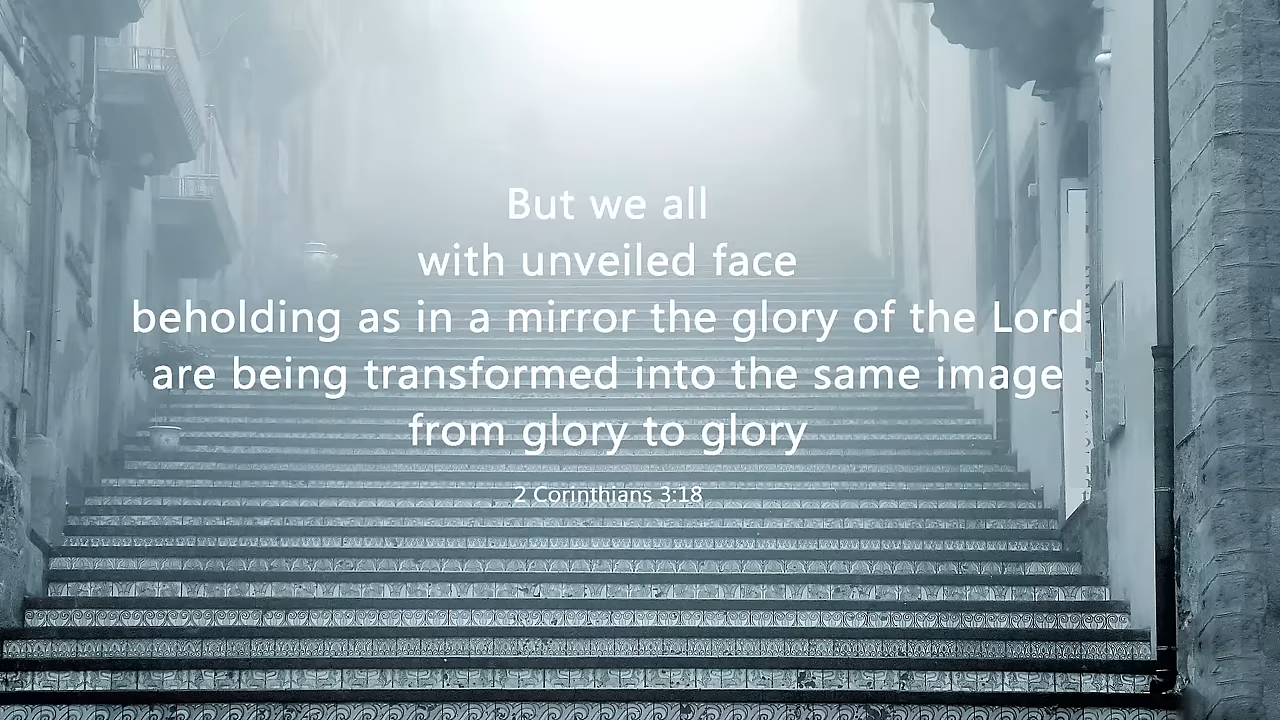 But we all
with unveiled face
beholding as in a mirror the glory of the Lord
are being transformed into the same image
from glory to glory
2 Corinthians 3:18